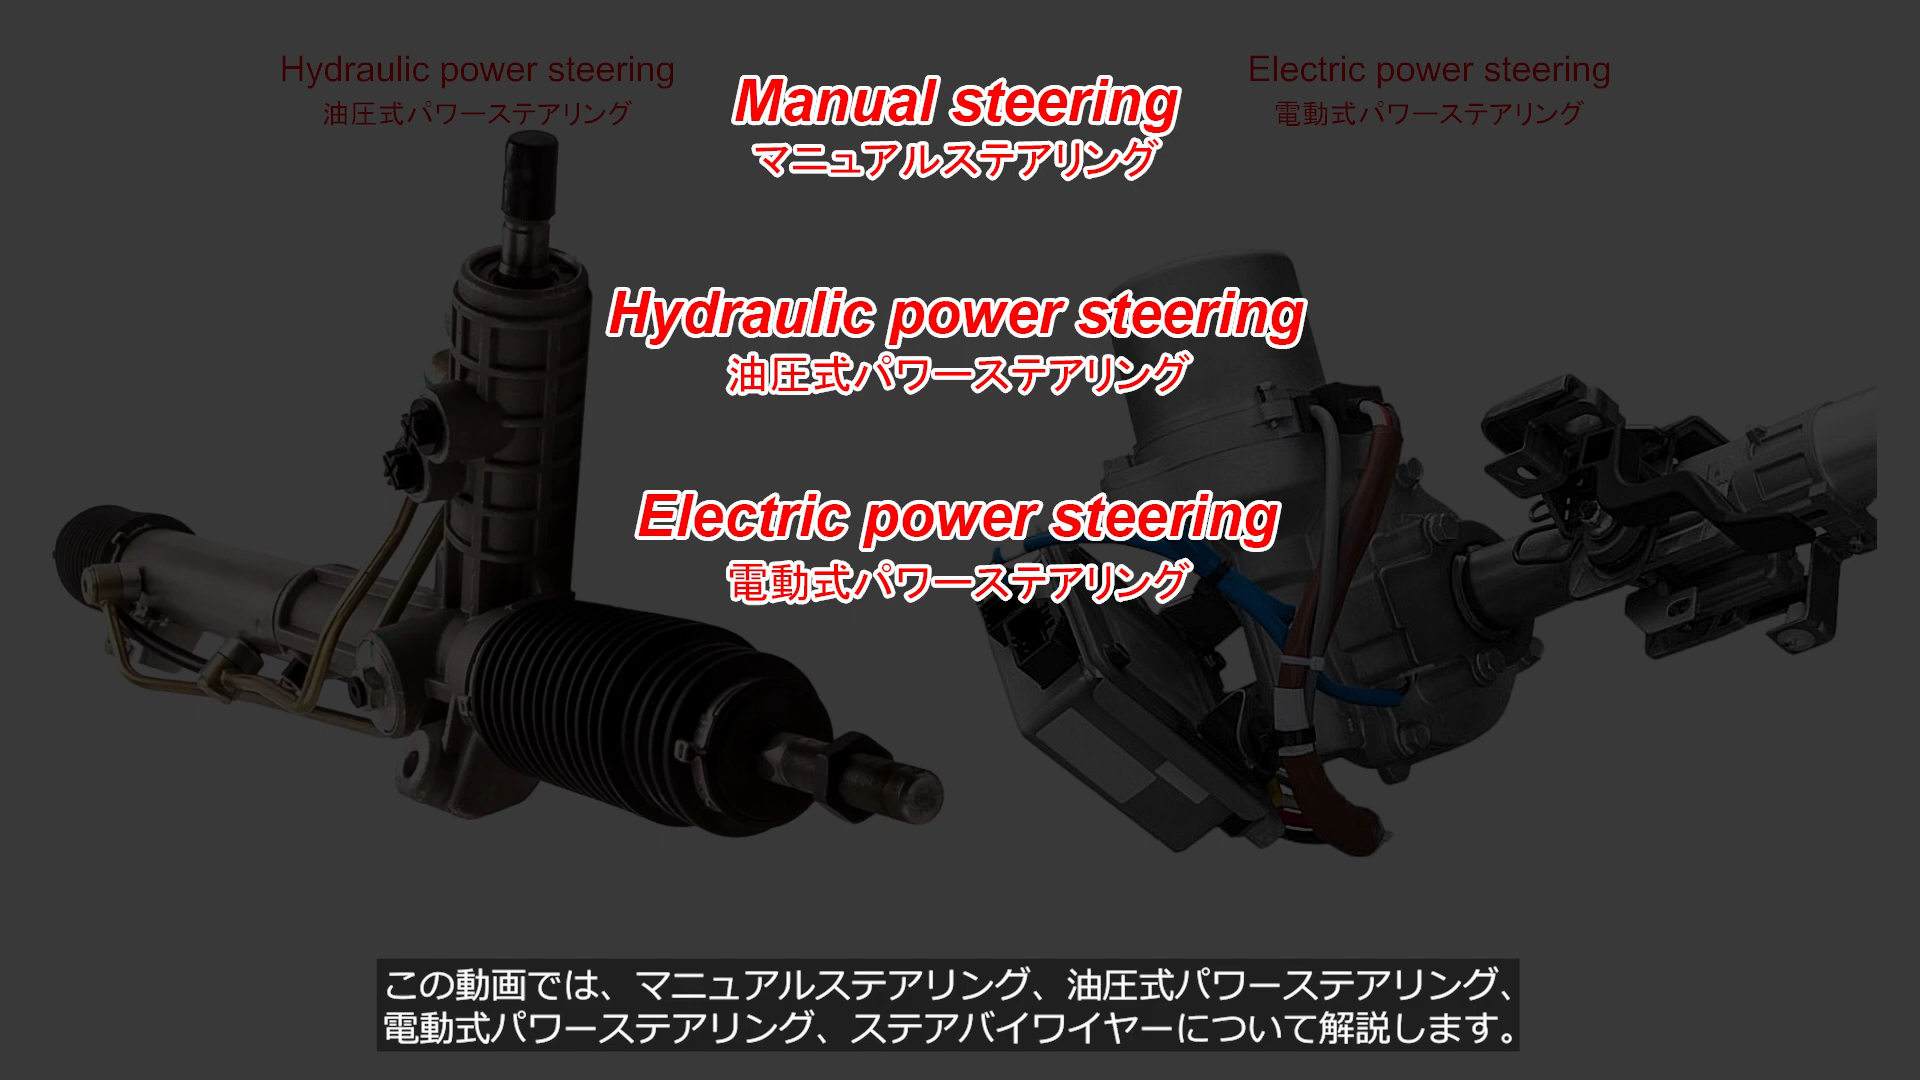 Hydraulic power steering
油圧式パワーステアリング
Electric power steering
電動式パワーステアリング
Manual steering
マニュアルステアリング
Hydraulic power steering
油圧式パワーステアリング
Electric power steering
電動式パワーステアリング
この動画では、マニュアルステアリング、油圧式パワーステアリング、
電動式パワーステアリング、ステアバイワイヤーについて解説します。